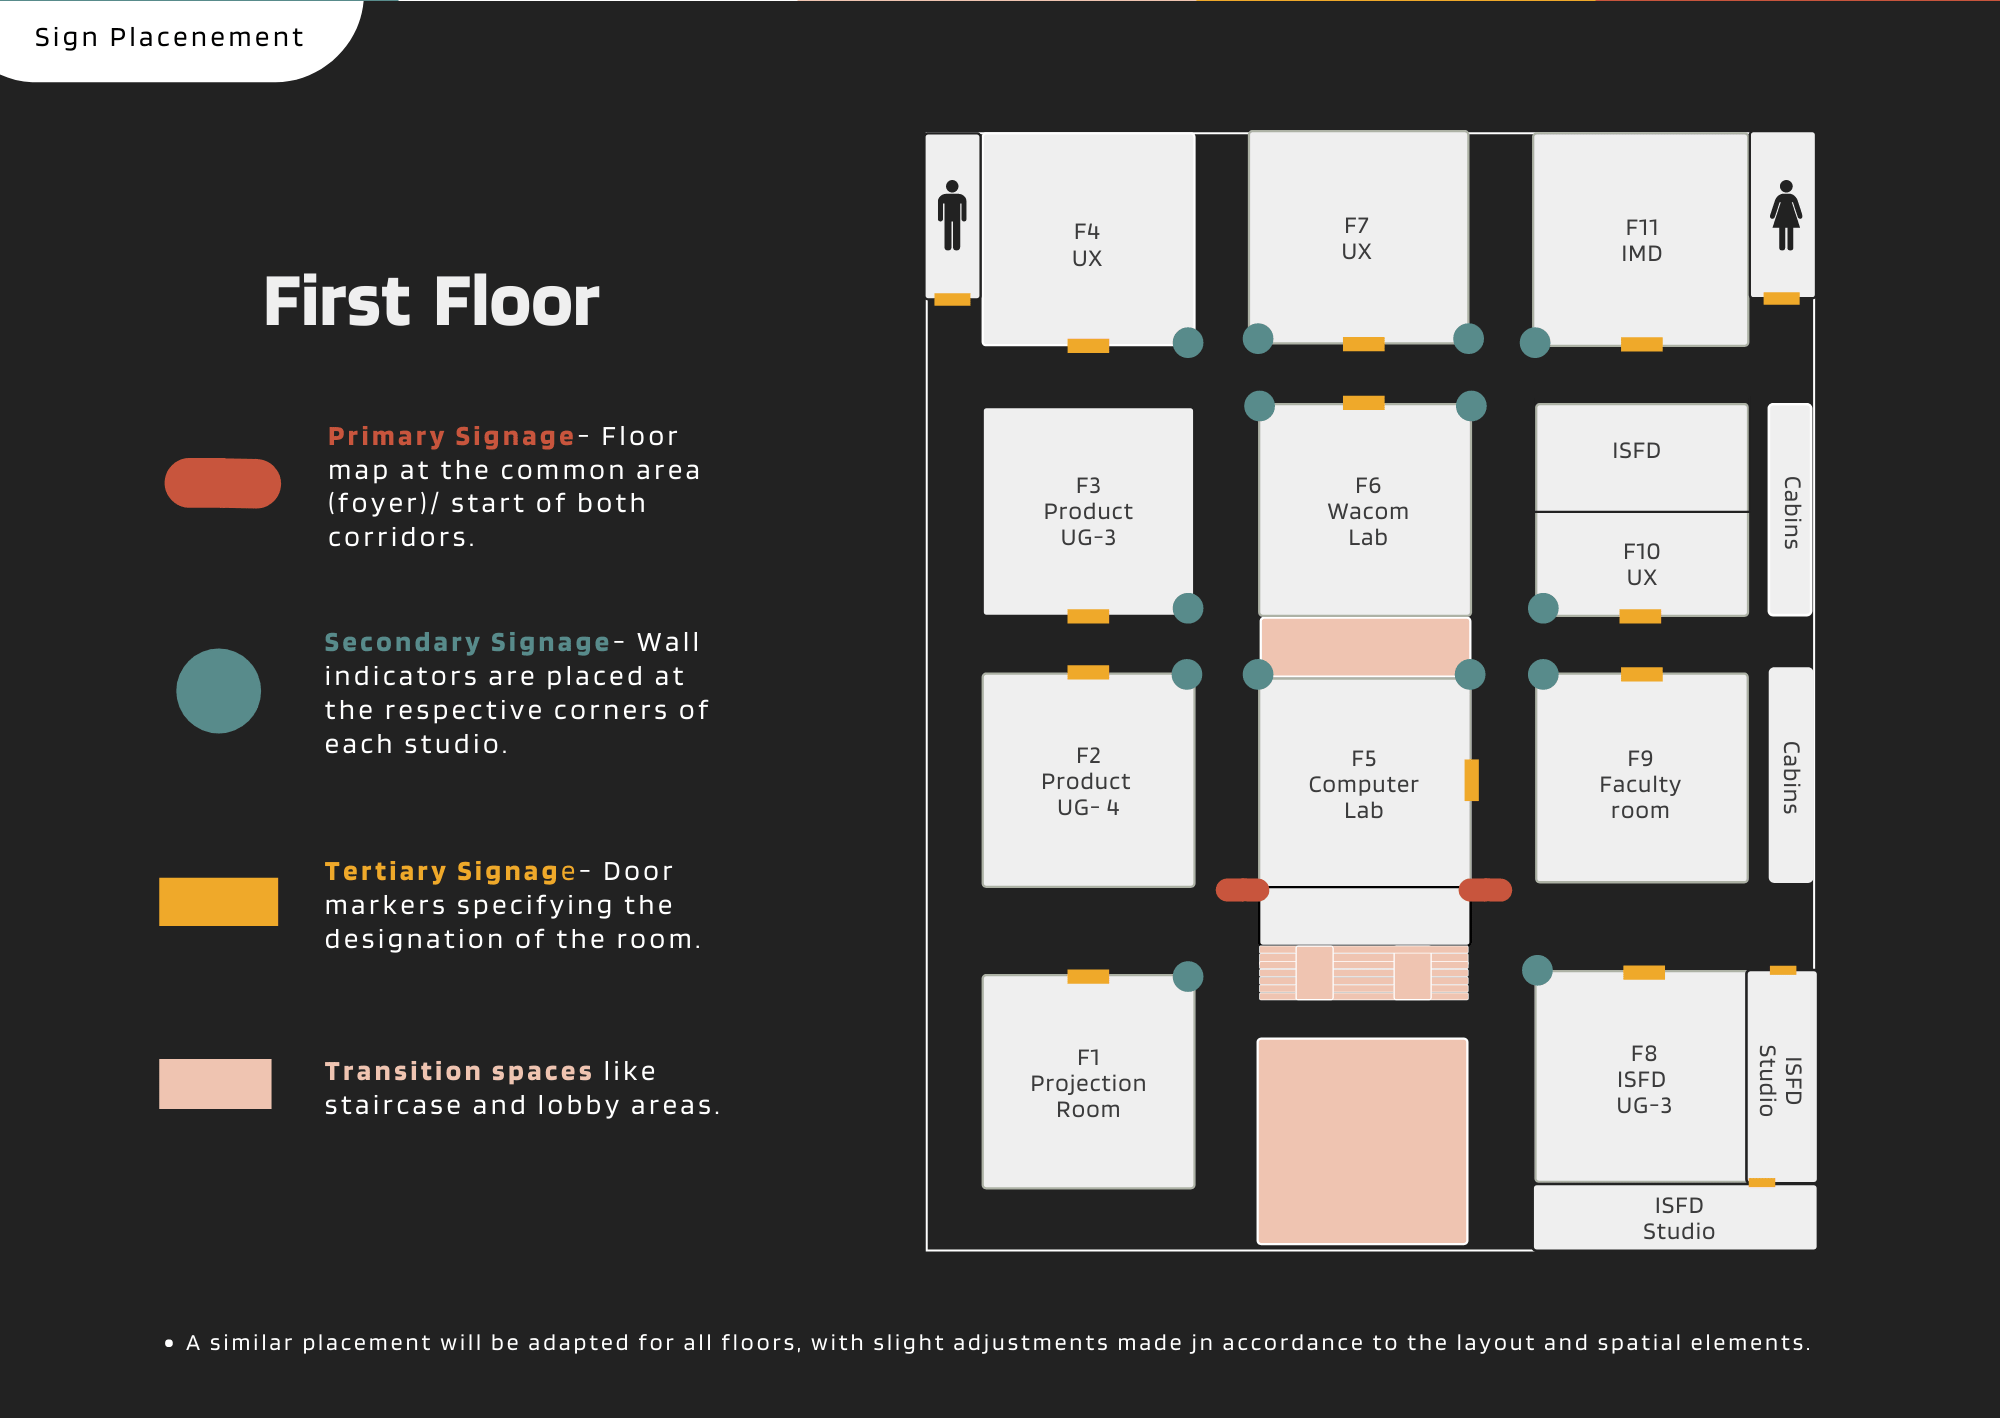 Sign Placenement
First Floor
Primary Signage- Floor
map at the common area
(foyer)/ start of both
corridors.
Secondary Signage- Wall
indicators are placed at
the respective corners of
each studio.
Tertiary Signage- Door
markers specifying the
designation of the room.
Transition spaces like
staircase and lobby areas.
F4
UX
F7
UX
F11
IMD
F3
Product
UG-3
F6
Wacom
Lab
ISFD
F10
UX
Cabins
F2
Product
UG- 4
F5
Computer
Lab
F9
Faculty
room
Cabins
F1
Projection
Room
F8
ISFD
UG-3
ISFD
Studio
ISFD
Studio
• A similar placement will be adapted for all floors, with slight adjustments made jn accordance to the layout and spatial elements.